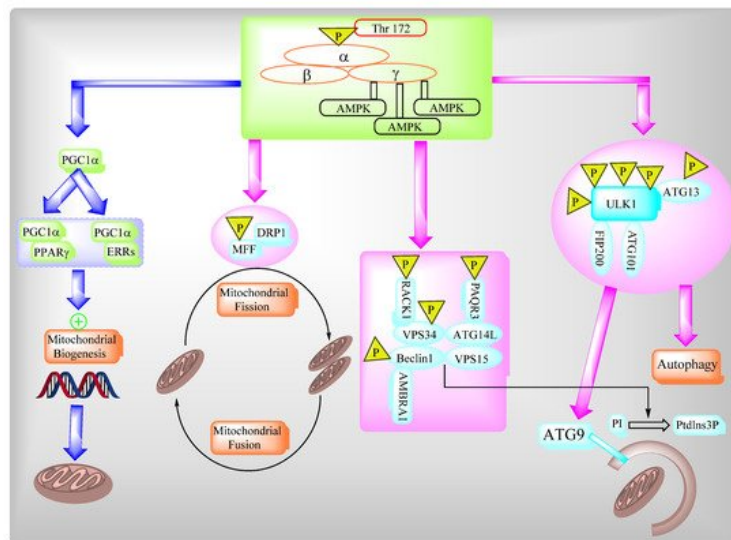 P
Thr 172
α
β
γ
AMPK
AMPK
AMPK
PGC1α
PGC1α
PPARγ
PGC1α
ERRs
+
Mitochondrial
Biogenesis
P
DRP1
MFF
Mitochondrial
Fission
Mitochondrial
Fusion
P
P
RACK1
PAQR3
P
VPS34
ATG14L
P
Beclin1
VPS15
AMBRA1
P
P
P
P
P
ULK1
ATG13
FIP200
ATG101
Autophagy
ATG9
PI
PtdIns3P